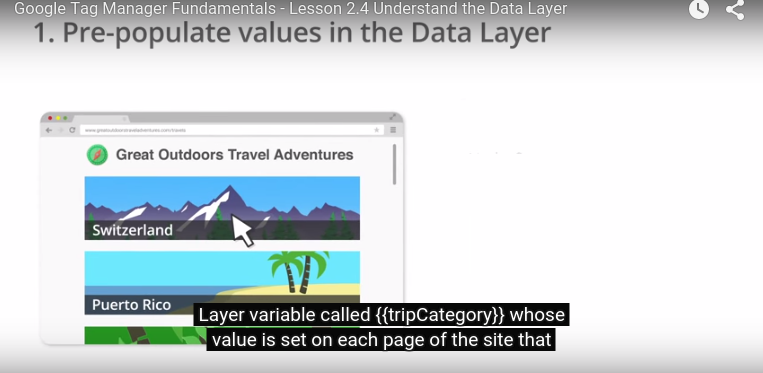 Google Tag Manager Fundamentals - Lesson 2.4 Understand the Data Layer
1. Pre-populate values in the Data Layer
www.greatoutdoorstraveladventures.com/travels
Great Outdoors Travel Adventures
Switzerland
Puerto Rico
Layer variable called {{tripCategory}} whose
value is set on each page of the site that